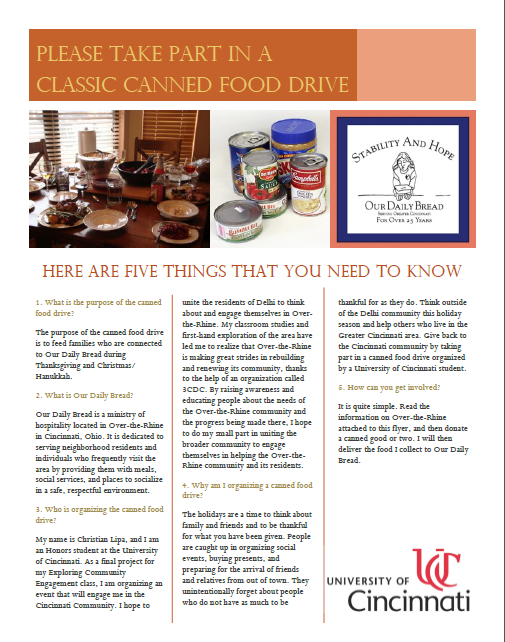 PLEASE TAKE PART IN A
CLASSIC CANNED FOOD DRIVE
Del Monte
Campbell's
STABILITY AND HOPE
OUR DAILY BREAD
SERVING GREATER CINCINNATI
FOR OVER 25 YEARS
HERE ARE FIVE THINGS THAT YOU NEED TO KNOW
1. What is the purpose of the canned
food drive?
The purpose of the canned food drive
is to feed families who are connected
to Our Daily Bread during
Thanksgiving and Christmas/
Hanukkah.
2. What is Our Daily Bread?
Our Daily Bread is a ministry of
hospitality located in Over-the-Rhine
in Cincinnati, Ohio. It is dedicated to
serving neighborhood residents and
individuals who frequently visit the
area by providing them with meals,
social services, and places to socialize
in a safe, respectful environment.
3. Who is organizing the canned food
drive?
My name is Christian Lipa, and I am
an Honors student at the University
of Cincinnati. As a final project for
my Exploring Community
Engagement class, I am organizing an
event that will engage me in the
Cincinnati Community. I hope to
unite the residents of Delhi to think
about and engage themselves in Over-
the-Rhine. My classroom studies and
first-hand exploration of the area have
led me to realize that Over-the-Rhine
is making great strides in rebuilding
and renewing its community, thanks
to the help of an organization called
3CDC. By raising awareness and
educating people about the needs of
the Over-the-Rhine community and
the progress being made there, I hope
to do my small part in uniting the
broader community to engage
themselves in helping the Over-the-
Rhine community and its residents.
4. Why am I organizing a canned food
drive?
The holidays are a time to think about
family and friends and to be thankful
for what you have been given. People
are caught up in organizing social
events, buying presents, and
preparing for the arrival of friends
and relatives from out of town. They
unintentionally forget about people
who do not have as much to be
thankful for as they do. Think outside
of the Delhi community this holiday
season and help others who live in the
Greater Cincinnati area. Give back to
the Cincinnati community by taking
part in a canned food drive organized
by a University of Cincinnati student.
5. How can you get involved?
It is quite simple. Read the
information on Over-the-Rhine
attached to this flyer, and then donate
a canned good or two. I will then
deliver the food I collect to Our Daily
Bread.
UC
UNIVERSITY OF
Cincinnati